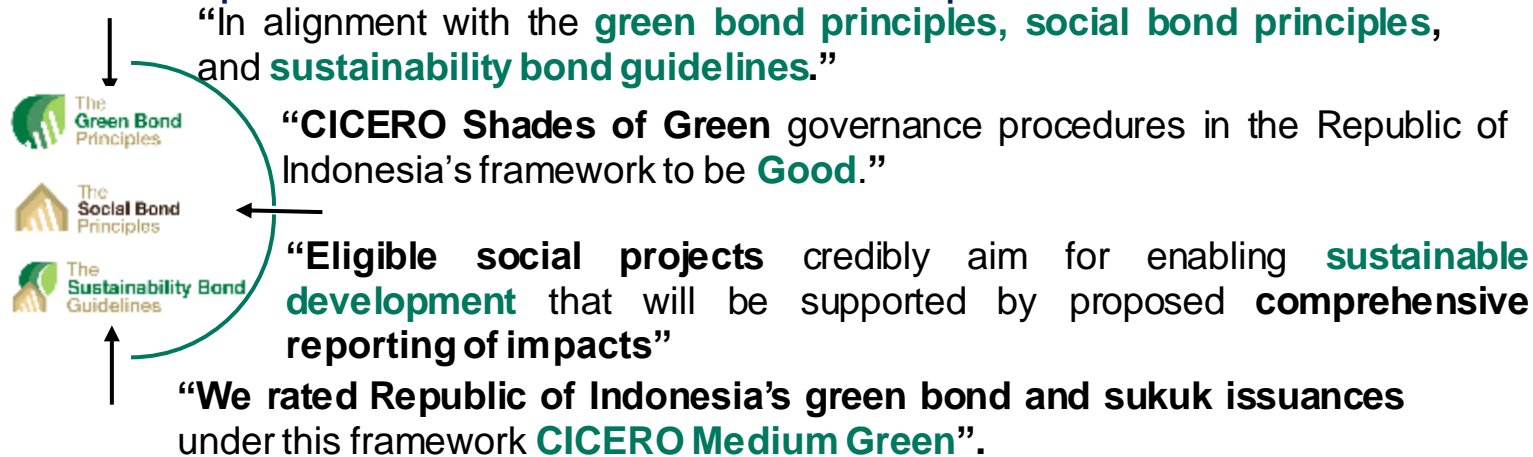 “In alignment with the green bond principles, social bond principles,
and sustainability bond guidelines.”
The
Green Bond
Principles
“CICERO Shades of Green governance procedures in the Republic of
Indonesia’s framework to be Good.”
The
Social Bond
Principles
“Eligible social projects credibly aim for enabling sustainable
development that will be supported by proposed comprehensive
reporting of impacts”
The
Sustainability Bond
Guidelines
“We rated Republic of Indonesia’s green bond and sukuk issuances
under this framework CICERO Medium Green”.